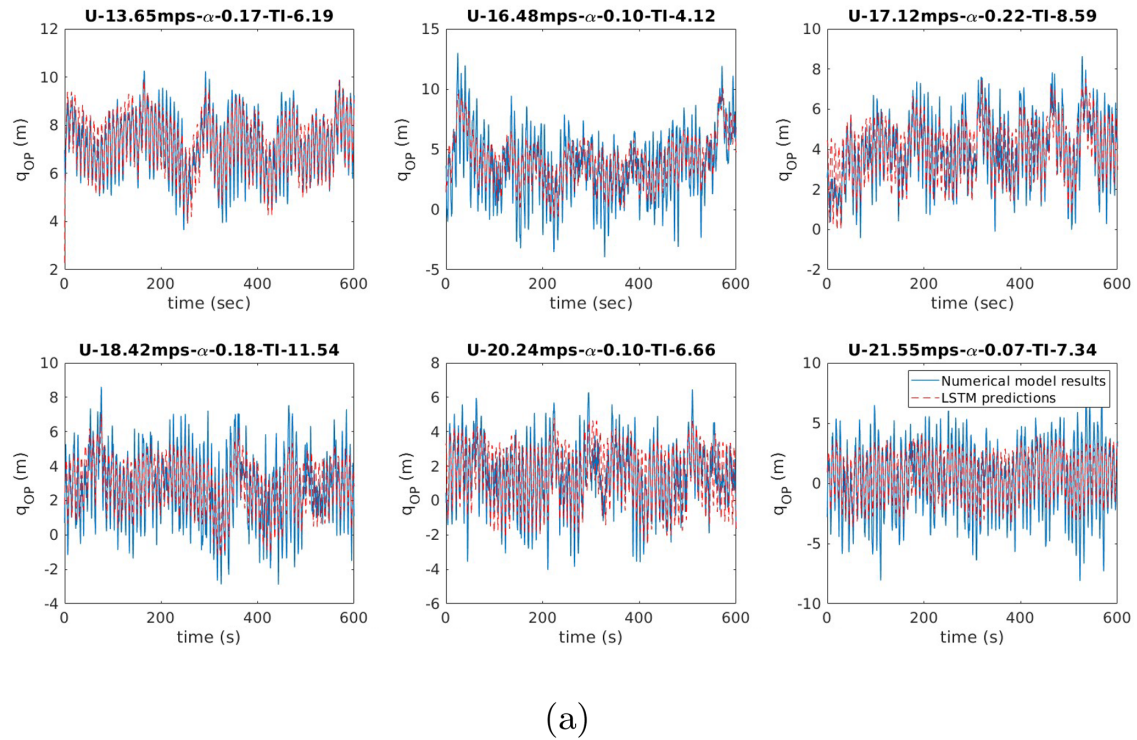 U-13.65mps-α-0.17-TI-6.19
12
10
8
6
4
2
q_OP (m)
0 200 400 600
time (sec)
U-16.48mps-α-0.10-TI-4.12
15
10
5
0
-5
q_OP (m)
0 200 400 600
time (sec)
U-17.12mps-α-0.22-TI-8.59
10
8
6
4
2
0
-2
q_OP (m)
0 200 400 600
time (sec)
U-18.42mps-α-0.18-TI-11.54
10
8
6
4
2
0
-2
-4
q_OP (m)
0 200 400 600
time (s)
U-20.24mps-α-0.10-TI-6.66
8
6
4
2
0
-2
-4
-6
q_OP (m)
0 200 400 600
time (s)
U-21.55mps-α-0.07-TI-7.34
Numerical model results
LSTM predictions
10
5
0
-5
-10
q_OP (m)
0 200 400 600
time (s)
(a)